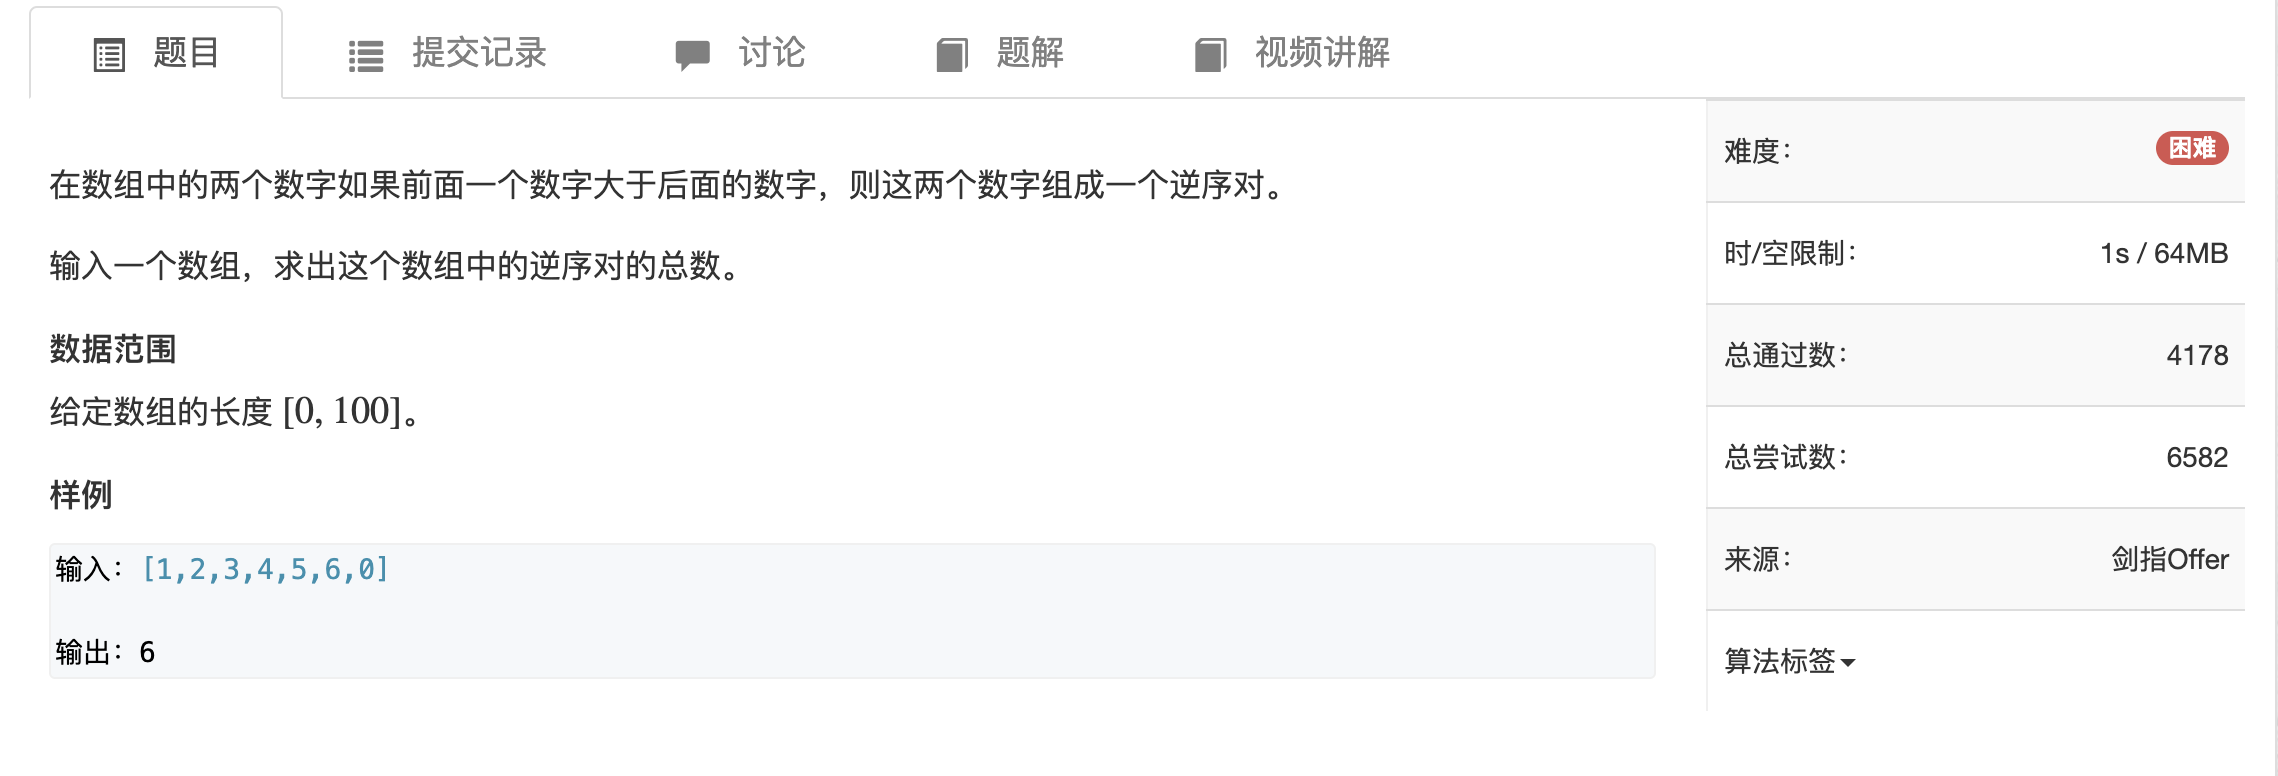 题目
提交记录
讨论
题解
视频讲解
在数组中的两个数字如果前面一个数字大于后面的数字，则这两个数字组成一个逆序对。
输入一个数组，求出这个数组中的逆序对的总数。
数据范围
给定数组的长度 [0, 100]。
样例
输入：[1,2,3,4,5,6,0]
输出：6
难度： 困难
时/空限制： 1s / 64MB
总通过数： 4178
总尝试数： 6582
来源： 剑指Offer
算法标签